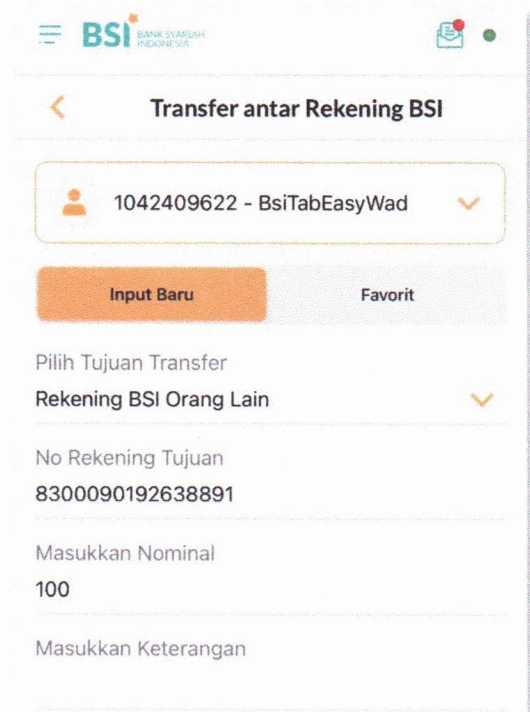 BSI BANK SYARIAH
INDONESIA
Transfer antar Rekening BSI
1042409622 - BsiTabEasyWad
Input Baru
Favorit
Pilih Tujuan Transfer
Rekening BSI Orang Lain
No Rekening Tujuan
8300090192638891
Masukkan Nominal
100
Masukkan Keterangan